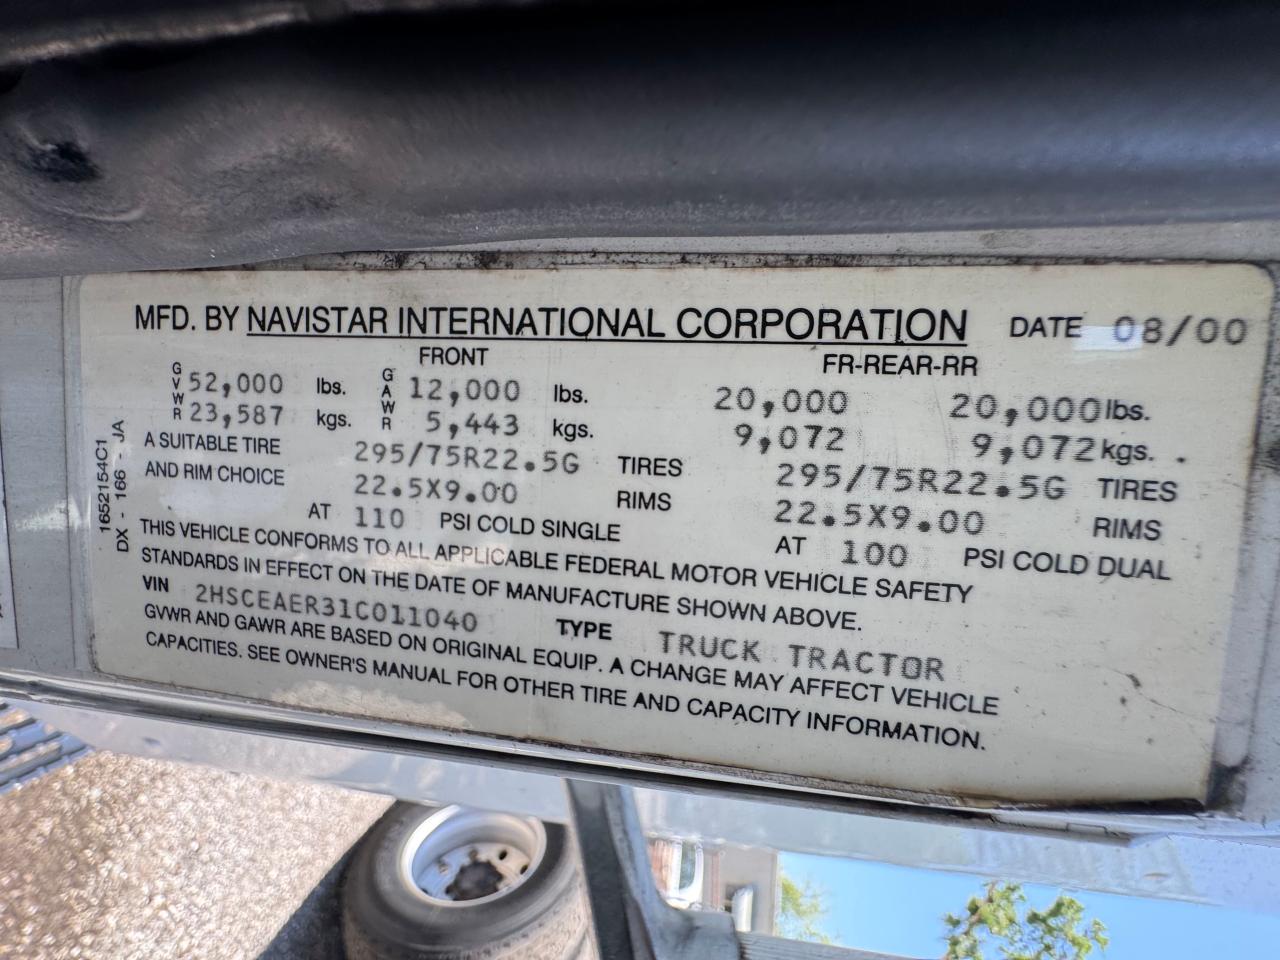 MFD. BY NAVISTAR INTERNATIONAL CORPORATION DATE 08/00
FRONT FR-REAR-RR
GVWR 52,000 lbs. GAWR 12,000 lbs. 20,000 20,000 lbs.
23,587 kgs. 5,443 kgs. 9,072 9,072 kgs.
A SUITABLE TIRE 295/75R22.5G TIRES 295/75R22.5G TIRES
AND RIM CHOICE 22.5X9.00 RIMS 22.5X9.00 RIMS
AT 110 PSI COLD SINGLE AT 100 PSI COLD DUAL
THIS VEHICLE CONFORMS TO ALL APPLICABLE FEDERAL MOTOR VEHICLE SAFETY
STANDARDS IN EFFECT ON THE DATE OF MANUFACTURE SHOWN ABOVE.
VIN 2HSCEAER31C011040 TYPE TRUCK TRACTOR
GVWR AND GAWR ARE BASED ON ORIGINAL EQUIP. A CHANGE MAY AFFECT VEHICLE
CAPACITIES. SEE OWNER'S MANUAL FOR OTHER TIRE AND CAPACITY INFORMATION.
1652154C1
DX - 166 - JA